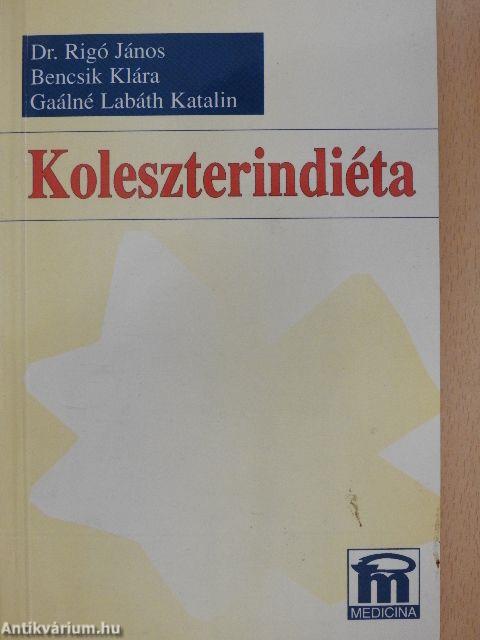 Dr. Rigó János
Bencsik Klára
Gaálné Labáth Katalin
Koleszterindiéta
m
MEDICINA
Antikvárium.hu